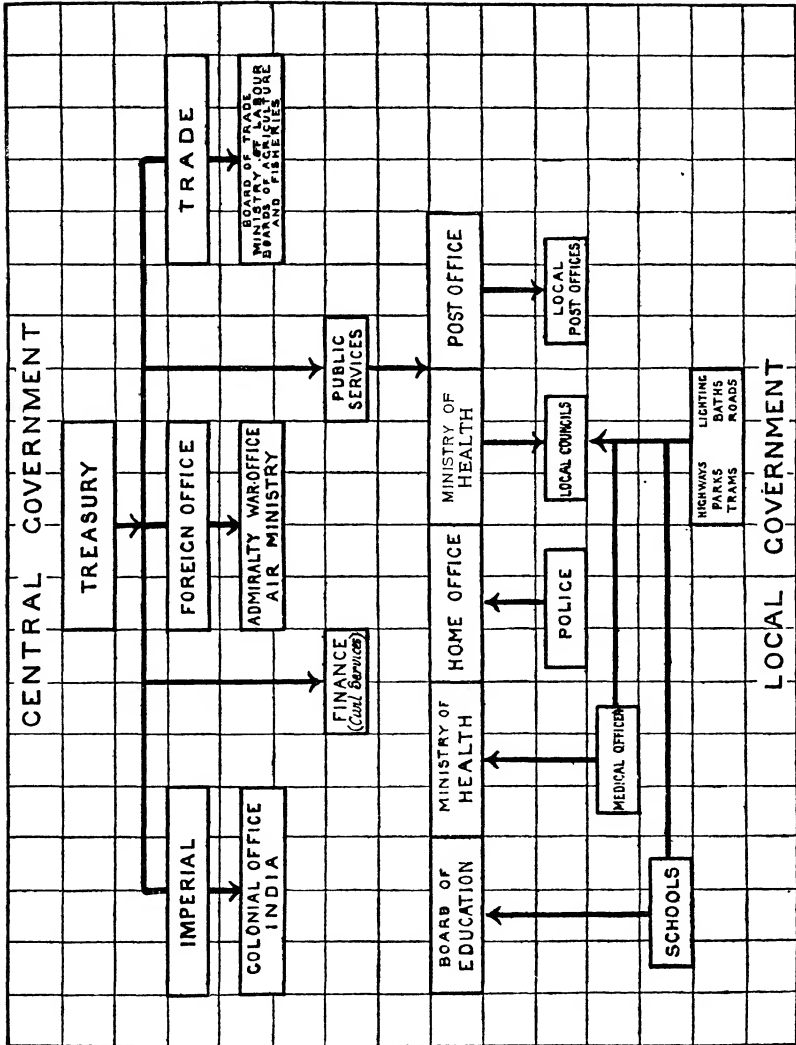 CENTRAL GOVERNMENT
TREASURY
IMPERIAL
FOREIGN OFFICE
TRADE
COLONIAL OFFICE
INDIA
ADMIRALTY WAR-OFFICE
AIR MINISTRY
BOARD OF TRADE
MINISTRY OF LABOUR
BOARDS OF AGRICULTURE
AND FISHERIES
FINANCE
(Civil Services)
PUBLIC
SERVICES
BOARD OF
EDUCATION
MINISTRY OF
HEALTH
HOME OFFICE
MINISTRY OF
HEALTH
POST OFFICE
POLICE
LOCAL COUNCILS
LOCAL
POST OFFICES
MEDICAL OFFICER
SCHOOLS
HIGHWAYS LIGHTING
PARKS BATHS
TRAMS ROADS
LOCAL GOVERNMENT